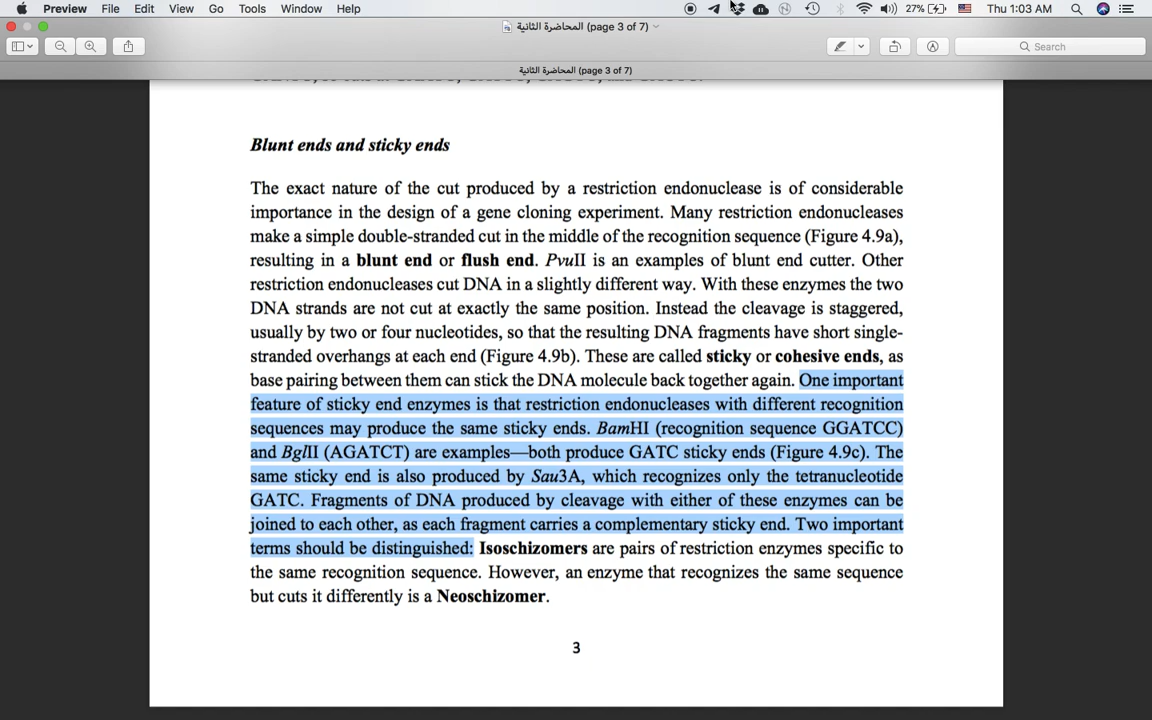 Preview File Edit View Go Tools Window Help 27% Thu 1:03 AM
المحاضرة الثانية (page 3 of 7)
Search
المحاضرة الثانية (page 3 of 7)
Blunt ends and sticky ends
The exact nature of the cut produced by a restriction endonuclease is of considerable
importance in the design of a gene cloning experiment. Many restriction endonucleases
make a simple double-stranded cut in the middle of the recognition sequence (Figure 4.9a),
resulting in a blunt end or flush end. PvuII is an examples of blunt end cutter. Other
restriction endonucleases cut DNA in a slightly different way. With these enzymes the two
DNA strands are not cut at exactly the same position. Instead the cleavage is staggered,
usually by two or four nucleotides, so that the resulting DNA fragments have short single-
stranded overhangs at each end (Figure 4.9b). These are called sticky or cohesive ends, as
base pairing between them can stick the DNA molecule back together again. One important
feature of sticky end enzymes is that restriction endonucleases with different recognition
sequences may produce the same sticky ends. BamHI (recognition sequence GGATCC)
and BglII (AGATCT) are examples—both produce GATC sticky ends (Figure 4.9c). The
same sticky end is also produced by Sau3A, which recognizes only the tetranucleotide
GATC. Fragments of DNA produced by cleavage with either of these enzymes can be
joined to each other, as each fragment carries a complementary sticky end. Two important
terms should be distinguished: Isoschizomers are pairs of restriction enzymes specific to
the same recognition sequence. However, an enzyme that recognizes the same sequence
but cuts it differently is a Neoschizomer.
3